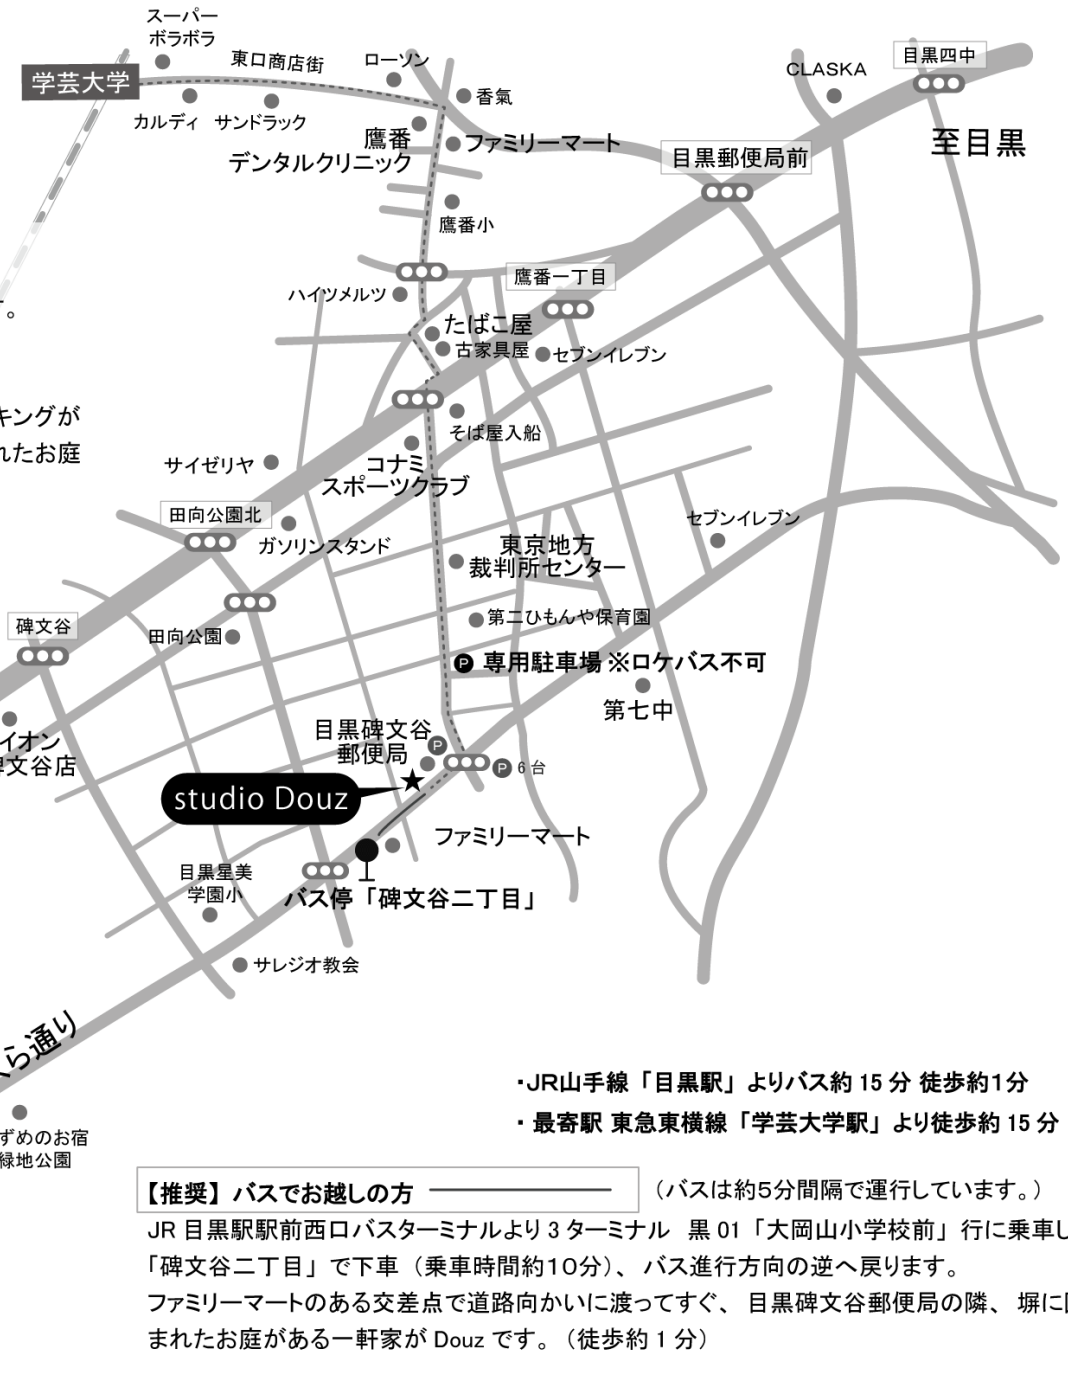 スーパー
ボラボラ
東口商店街
ローソン
学芸大学
カルディ
サンドラック
香氣
鷹番
デンタルクリニック
ファミリーマート
CLASKA
目黒四中
至目黒
目黒郵便局前
鷹番小
鷹番一丁目
ハイツメルツ
たばこ屋
古家具屋
セブンイレブン
。
キングが
れたお庭
そば屋入船
サイゼリヤ
コナミ
スポーツクラブ
田向公園北
ガソリンスタンド
セブンイレブン
東京地方
裁判所センター
碑文谷
田向公園
第二ひもんや保育園
P 専用駐車場 ※ロケバス不可
第七中
イオン
碑文谷店
目黒碑文谷
郵便局
P
P 6台
studio Douz
ファミリーマート
目黒星美
学園小
バス停「碑文谷二丁目」
サレジオ教会
くら通り
ずめのお宿
緑地公園
・JR山手線「目黒駅」よりバス約15分 徒歩約1分
・最寄駅 東急東横線「学芸大学駅」より徒歩約15分
【推奨】バスでお越しの方
（バスは約5分間隔で運行しています。）
JR目黒駅駅前西口バスターミナルより3ターミナル 黒01「大岡山小学校前」行に乗車し
「碑文谷二丁目」で下車（乗車時間約10分）、バス進行方向の逆へ戻ります。
ファミリーマートのある交差点で道路向かいに渡ってすぐ、目黒碑文谷郵便局の隣、塀に囲
まれたお庭がある一軒家がDouzです。（徒歩約1分）